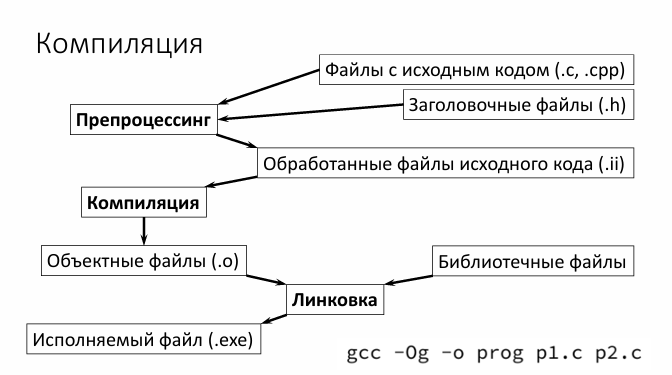 Компиляция
Файлы с исходным кодом (.c, .cpp)
Заголовочные файлы (.h)
Препроцессинг
Обработанные файлы исходного кода (.ii)
Компиляция
Объектные файлы (.o)
Библиотечные файлы
Линковка
Исполняемый файл (.exe)
gcc -Og -o prog p1.c p2.c